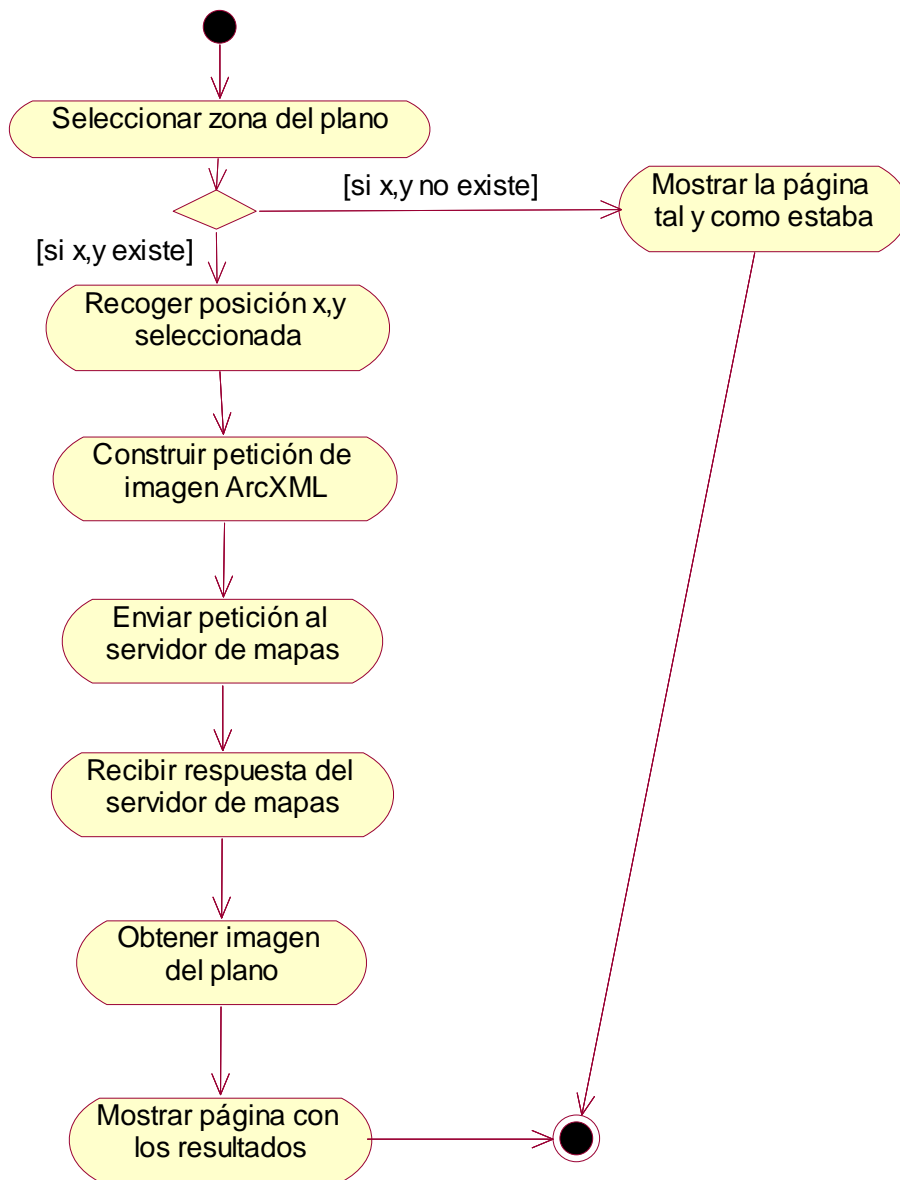 Seleccionar zona del plano
[si x,y no existe]
Mostrar la página
tal y como estaba
[si x,y existe]
Recoger posición x,y
seleccionada
Construir petición de
imagen ArcXML
Enviar petición al
servidor de mapas
Recibir respuesta del
servidor de mapas
Obtener imagen
del plano
Mostrar página con
los resultados